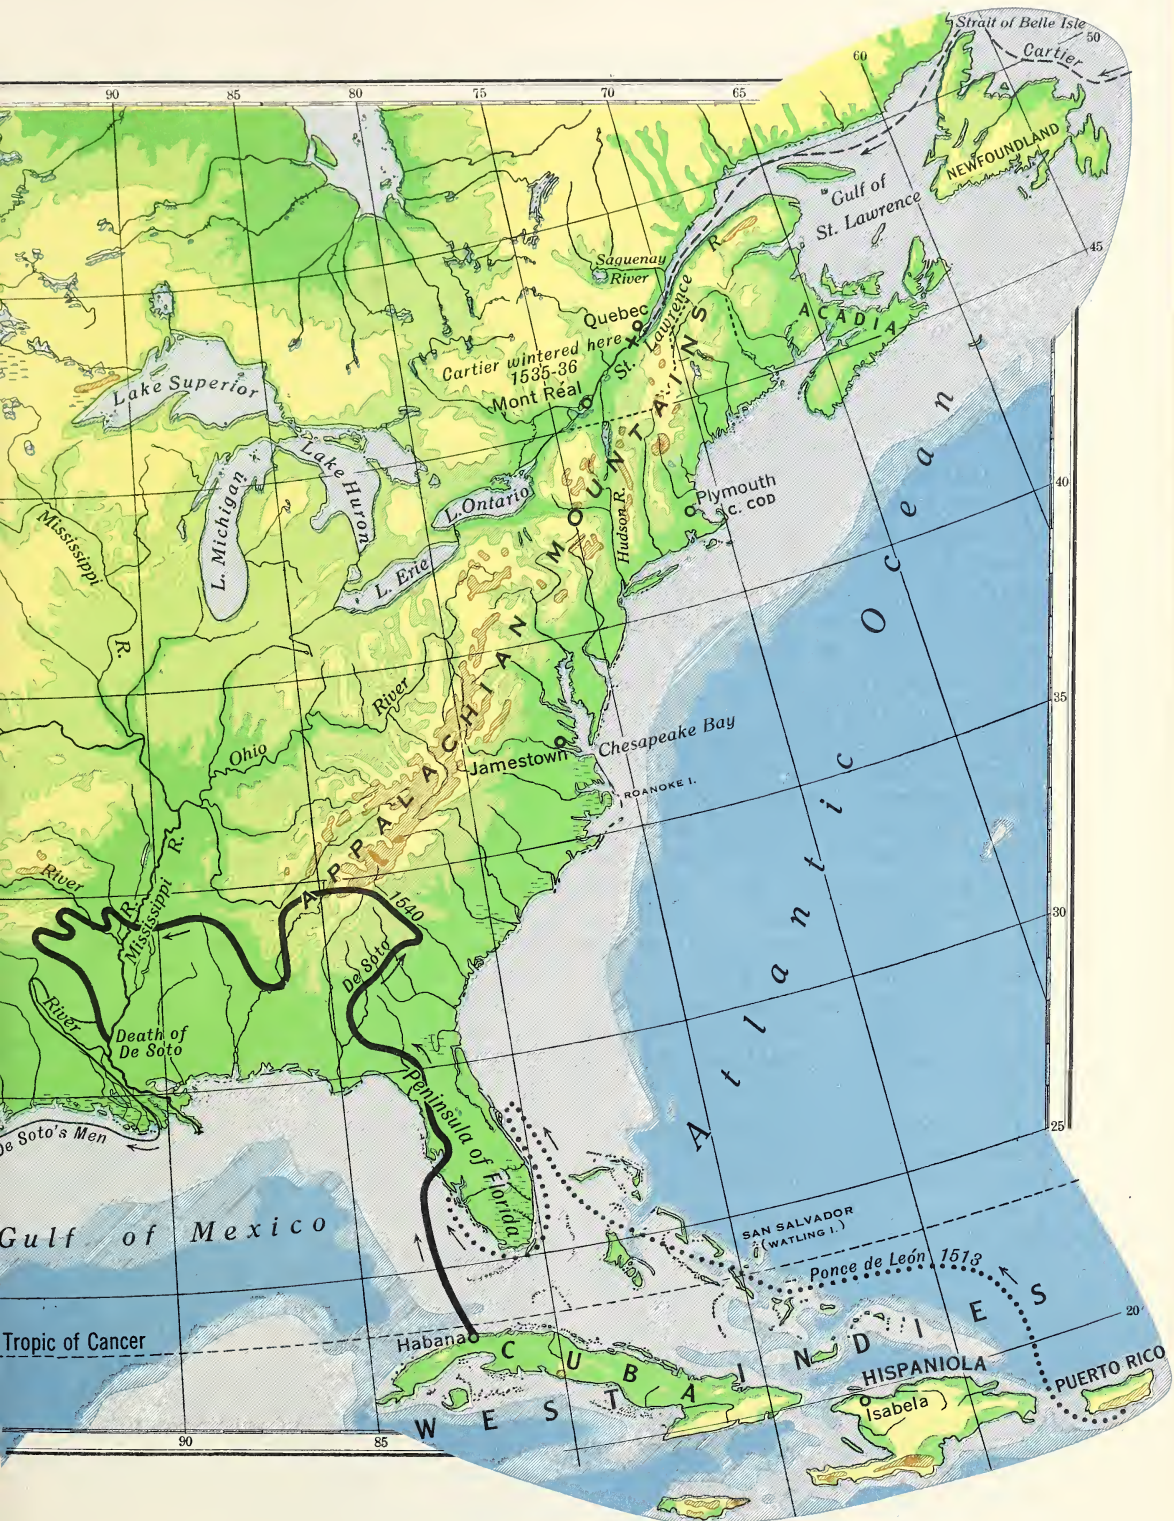 Strait of Belle Isle
50
Cartier
60
90
85
80
75
70
65
NEWFOUNDLAND
Gulf of
St. Lawrence
45
Saguenay
River
Quebec
St. Lawrence R.
ACADIA
Cartier wintered here
1535-36
Mont Réal
Lake Superior
Lake Huron
L. Michigan
L. Ontario
L. Erie
Plymouth
C. COD
40
Hudson R.
Mississippi
R.
APPALACHIAN MOUNTAINS
Atlantic Ocean
35
River
Ohio
Chesapeake Bay
Jamestown
ROANOKE I.
R.
River
R.
Mississippi
1540
De Soto
30
River
Death of
De Soto
Peninsula of Florida
25
De Soto's Men
Gulf of Mexico
SAN SALVADOR
(WATLING I.)
Ponce de León 1513
20
Tropic of Cancer
Habana
CUBA
WEST INDIES
HISPANIOLA
Isabela
PUERTO RICO
90
85